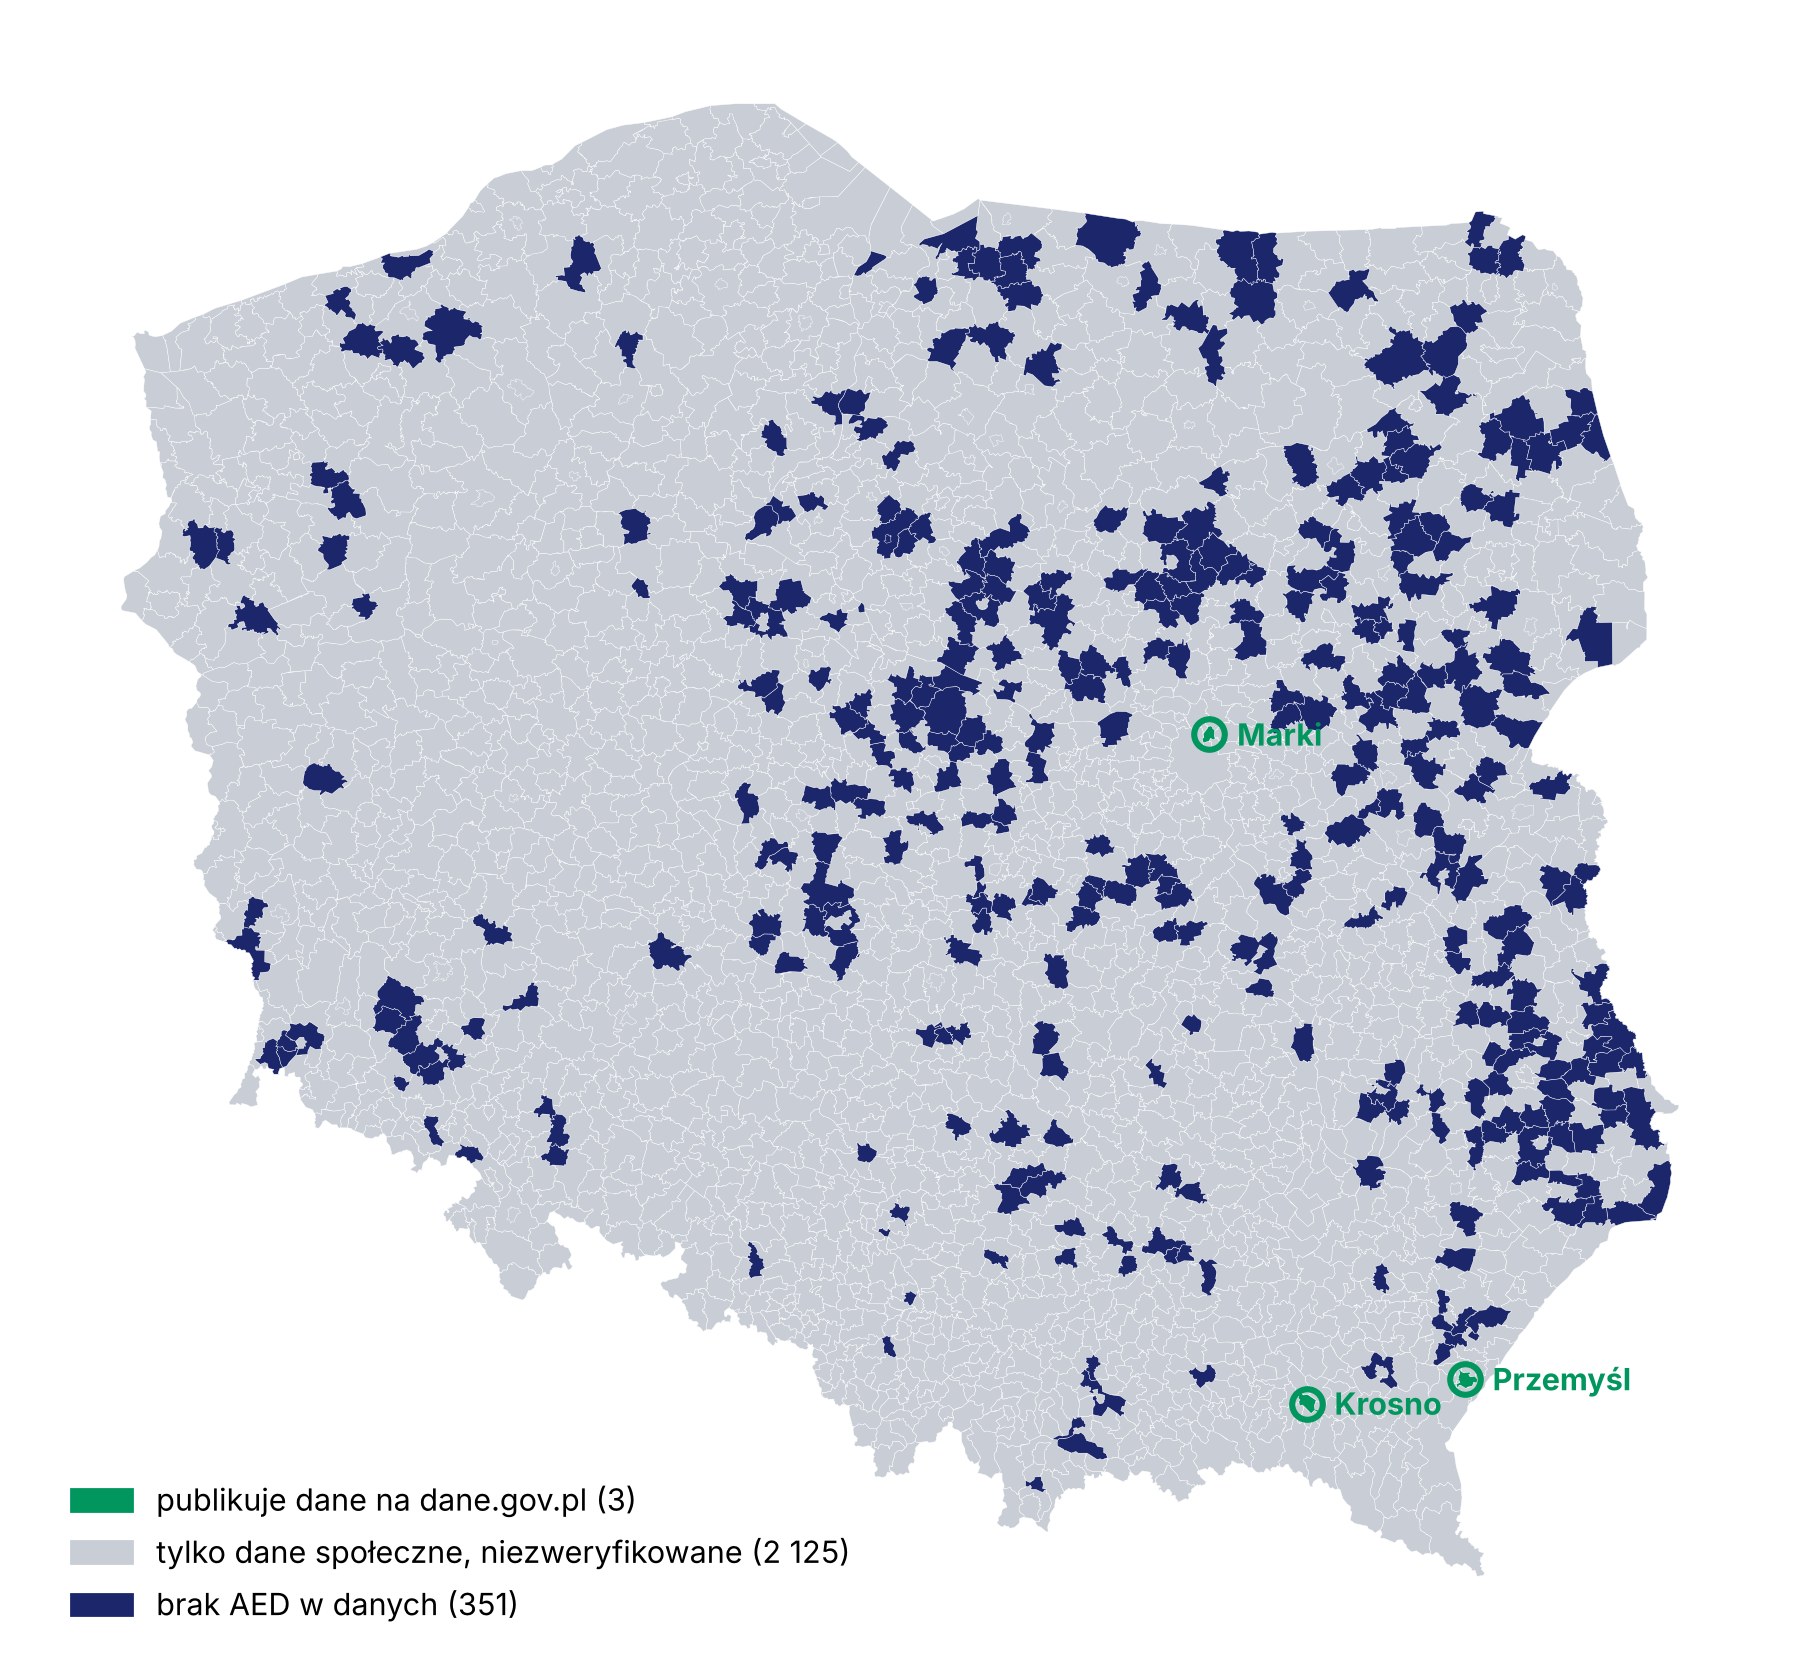 Marki
Przemyśl
Krosno
publikuje dane na dane.gov.pl (3)
tylko dane społeczne, niezweryfikowane (2 125)
brak AED w danych (351)